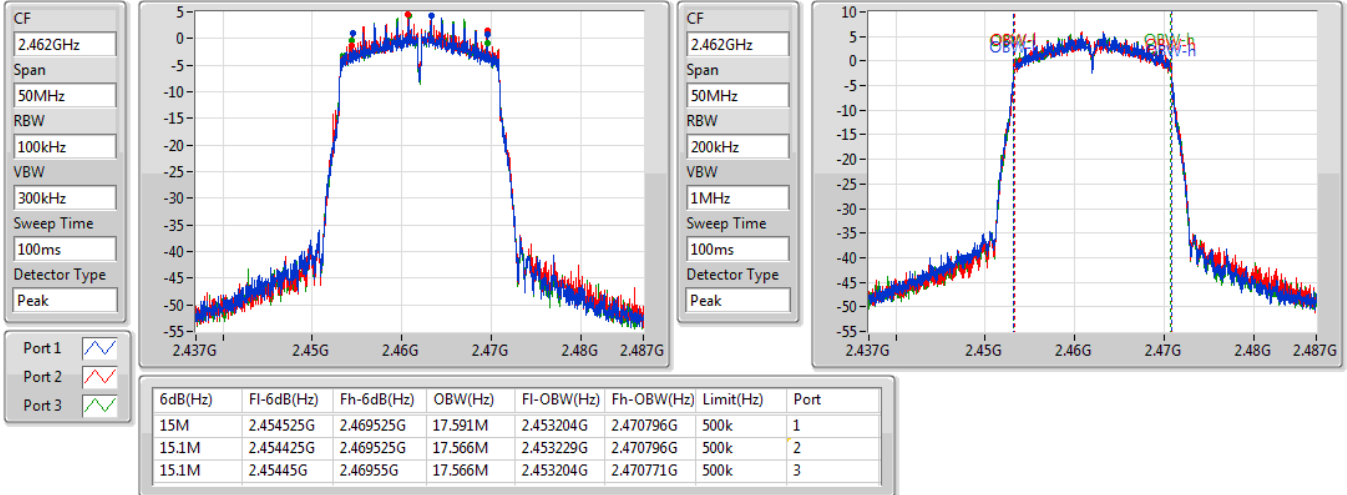 CF
2.462GHz
Span
50MHz
RBW
100kHz
VBW
300kHz
Sweep Time
100ms
Detector Type
Peak
5
0
-5
-10
-15
-20
-25
-30
-35
-40
-45
-50
-55
2.437G 2.45G 2.46G 2.47G 2.48G 2.487G
CF
2.462GHz
Span
50MHz
RBW
200kHz
VBW
1MHz
Sweep Time
100ms
Detector Type
Peak
10
5
0
-5
-10
-15
-20
-25
-30
-35
-40
-45
-50
-55
OBW-l OBW-h
OBW-h
2.437G 2.45G 2.46G 2.47G 2.48G 2.487G
Port 1
Port 2
Port 3
6dB(Hz) Fl-6dB(Hz) Fh-6dB(Hz) OBW(Hz) Fl-OBW(Hz) Fh-OBW(Hz) Limit(Hz) Port
15M 2.454525G 2.469525G 17.591M 2.453204G 2.470796G 500k 1
15.1M 2.454425G 2.469525G 17.566M 2.453229G 2.470796G 500k 2
15.1M 2.45445G 2.46955G 17.566M 2.453204G 2.470771G 500k 3